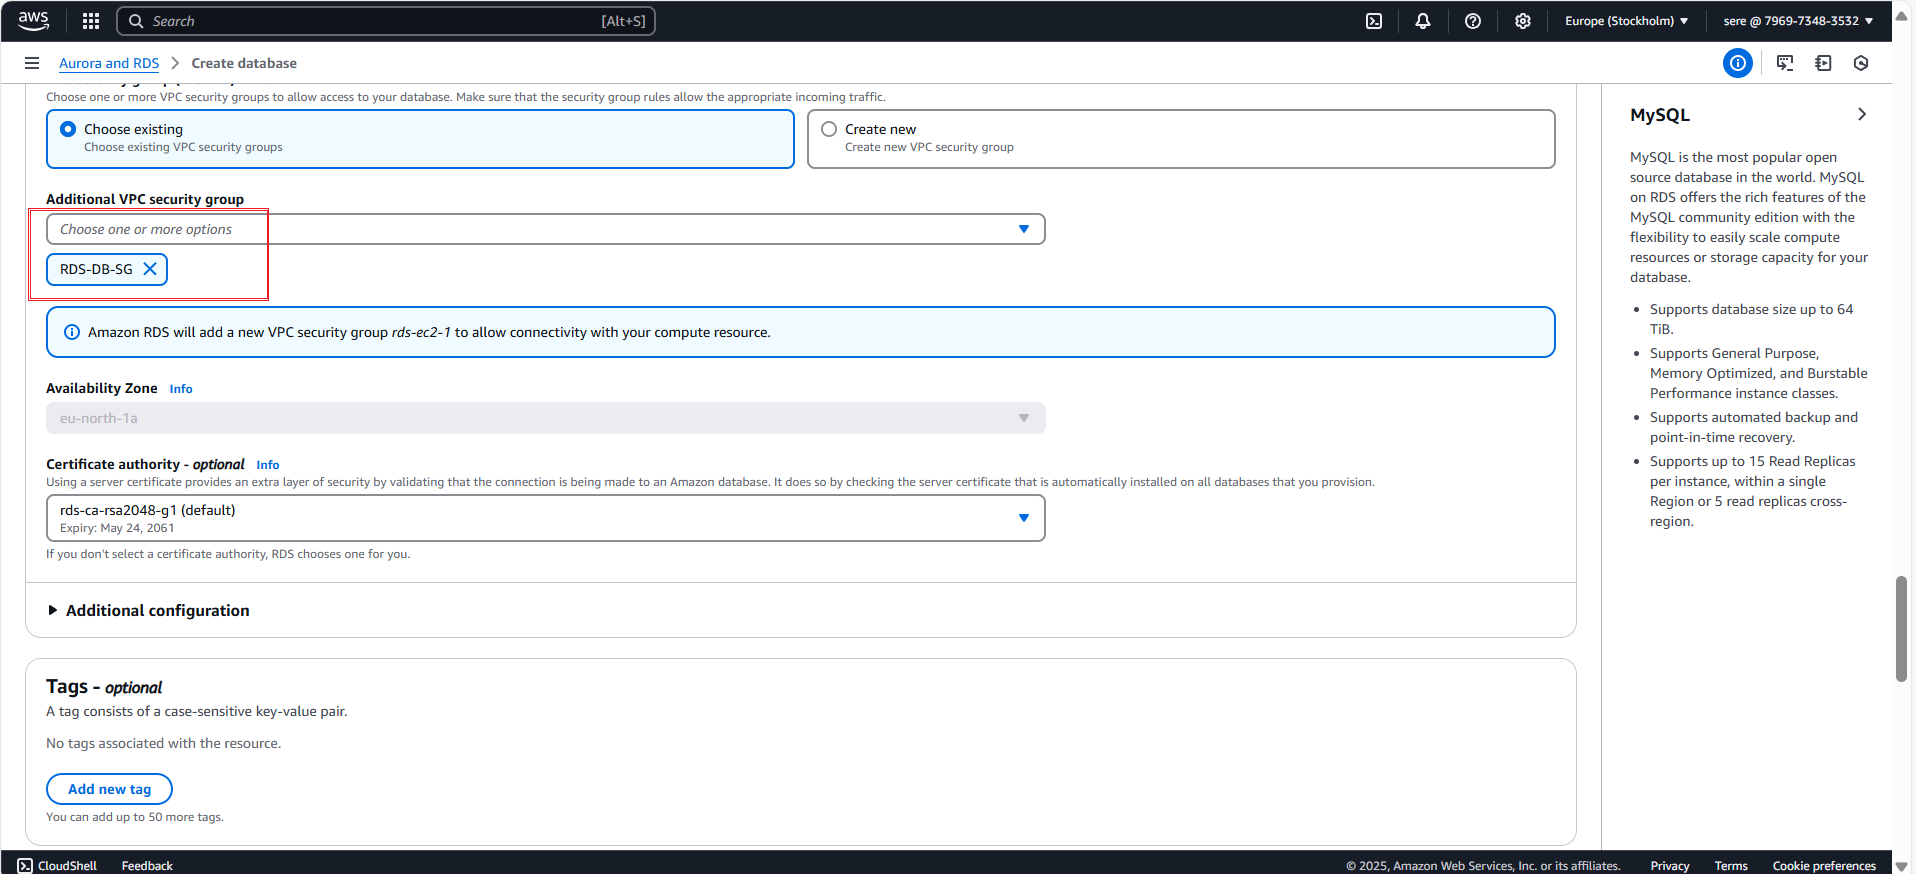 aws
Search
[Alt+S]
Europe (Stockholm)
sere @ 7969-7348-3532
Aurora and RDS
Create database
Choose one or more VPC security groups to allow access to your database. Make sure that the security group rules allow the appropriate incoming traffic.
Choose existing
Choose existing VPC security groups
Create new
Create new VPC security group
Additional VPC security group
Choose one or more options
RDS-DB-SG
Amazon RDS will add a new VPC security group rds-ec2-1 to allow connectivity with your compute resource.
Availability Zone Info
eu-north-1a
Certificate authority - optional Info
Using a server certificate provides an extra layer of security by validating that the connection is being made to an Amazon database. It does so by checking the server certificate that is automatically installed on all databases that you provision.
rds-ca-rsa2048-g1 (default)
Expiry: May 24, 2061
If you don't select a certificate authority, RDS chooses one for you.
Additional configuration
Tags - optional
A tag consists of a case-sensitive key-value pair.
No tags associated with the resource.
Add new tag
You can add up to 50 more tags.
MySQL
MySQL is the most popular open
source database in the world. MySQL
on RDS offers the rich features of the
MySQL community edition with the
flexibility to easily scale compute
resources or storage capacity for your
database.
• Supports database size up to 64
TiB.
• Supports General Purpose,
Memory Optimized, and Burstable
Performance instance classes.
• Supports automated backup and
point-in-time recovery.
• Supports up to 15 Read Replicas
per instance, within a single
Region or 5 read replicas cross-
region.
CloudShell
Feedback
© 2025, Amazon Web Services, Inc. or its affiliates.
Privacy
Terms
Cookie preferences